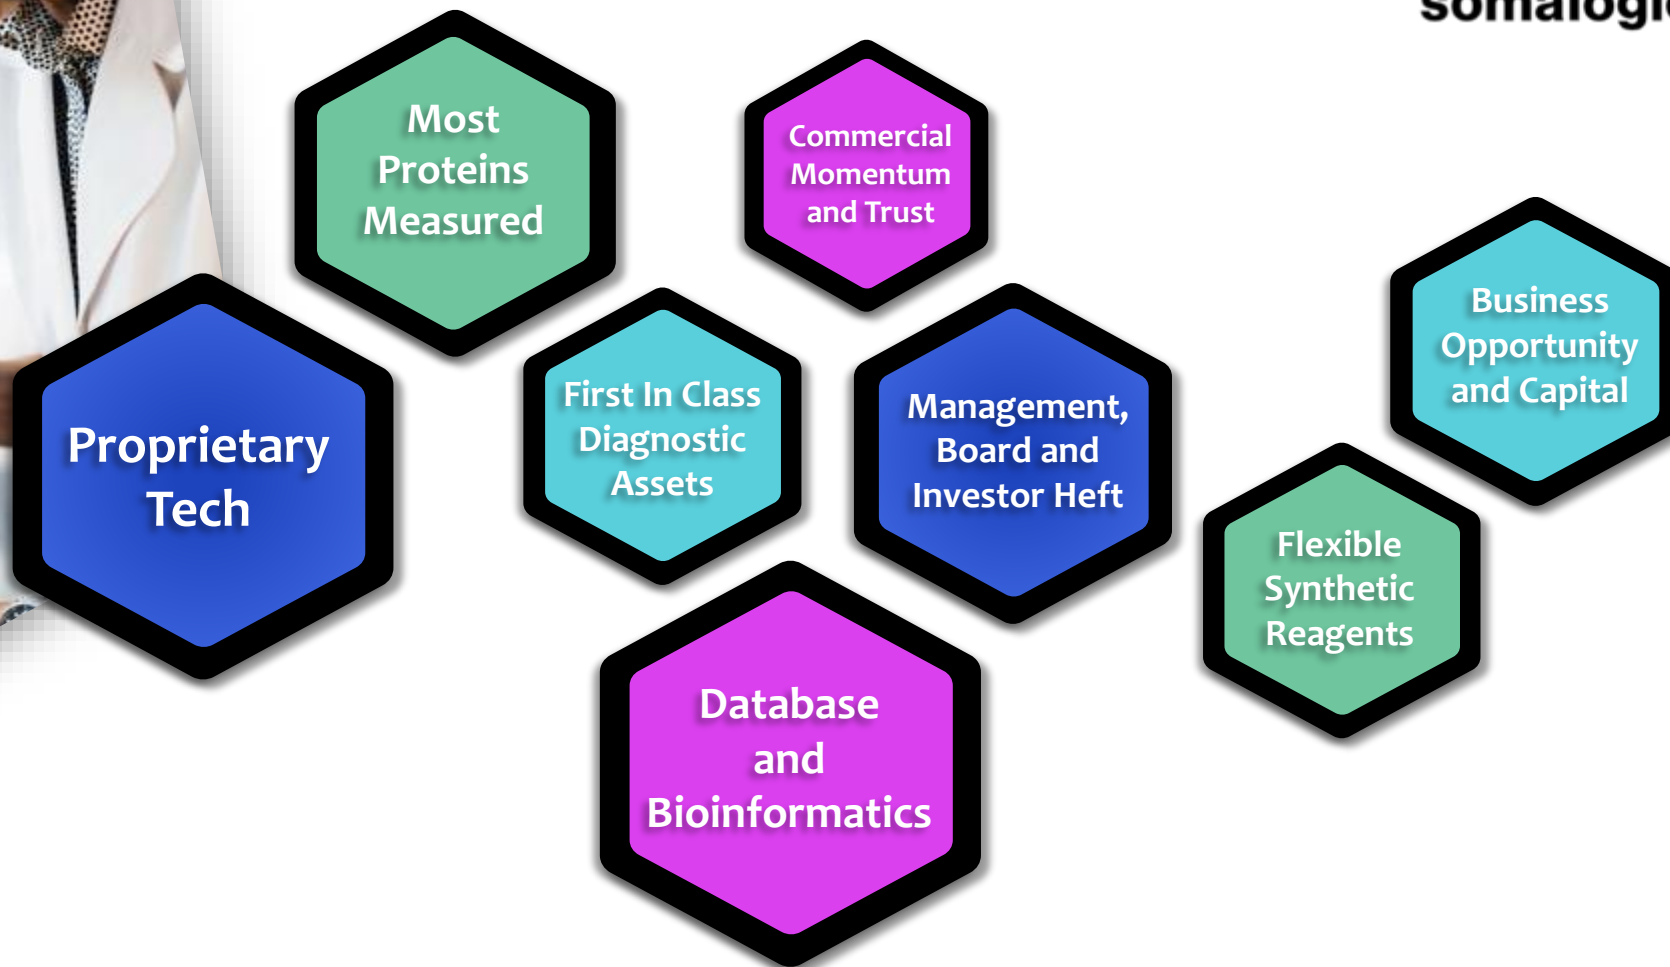 somalogic
Most
Proteins
Measured
Commercial
Momentum
and Trust
Business
Opportunity
and Capital
Proprietary
Tech
First In Class
Diagnostic
Assets
Management,
Board and
Investor Heft
Flexible
Synthetic
Reagents
Database
and
Bioinformatics